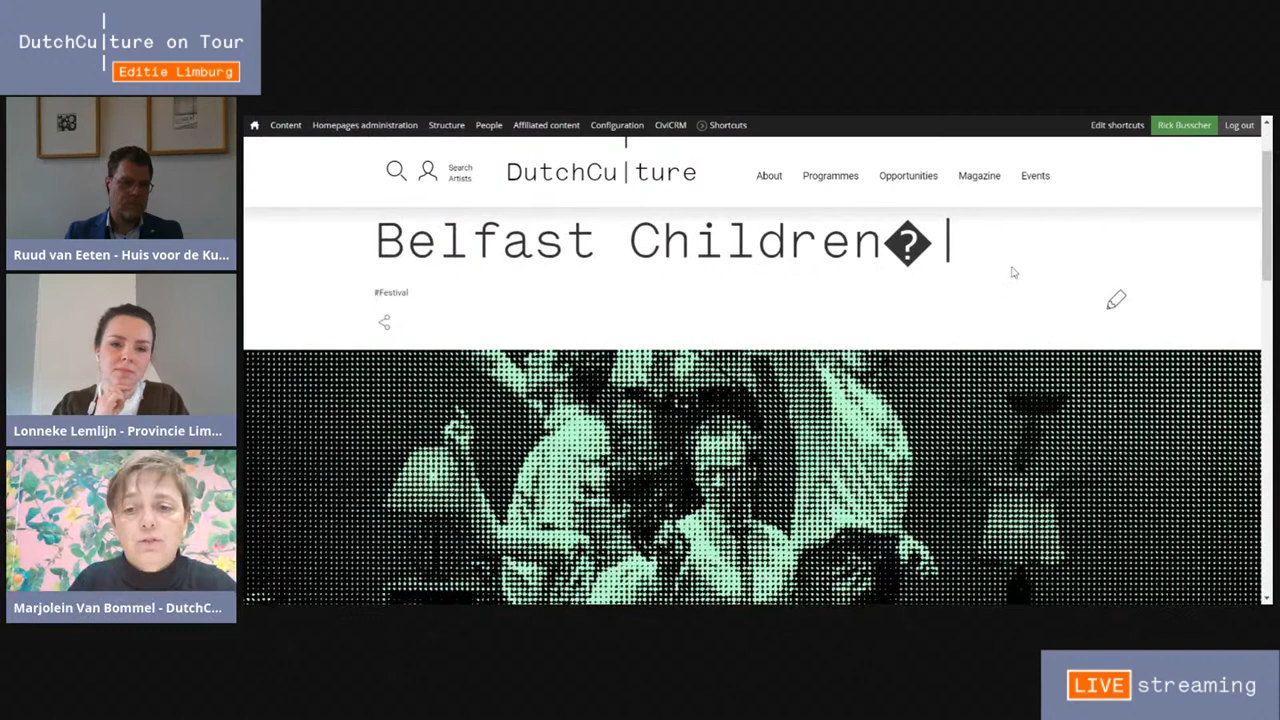 DutchCu|ture on Tour
Editie Limburg
Ruud van Eeten - Huis voor de Ku...
Lonneke Lemlijn - Provincie Lim...
Marjolein Van Bommel - DutchC...
Content Homepages administration Structure People Affiliated content Configuration CiviCRM Shortcuts Edit shortcuts Rick Busscher Log out
Search
Artists
DutchCu|ture
About Programmes Opportunities Magazine Events
Belfast Children�|
#Festival
LIVE streaming